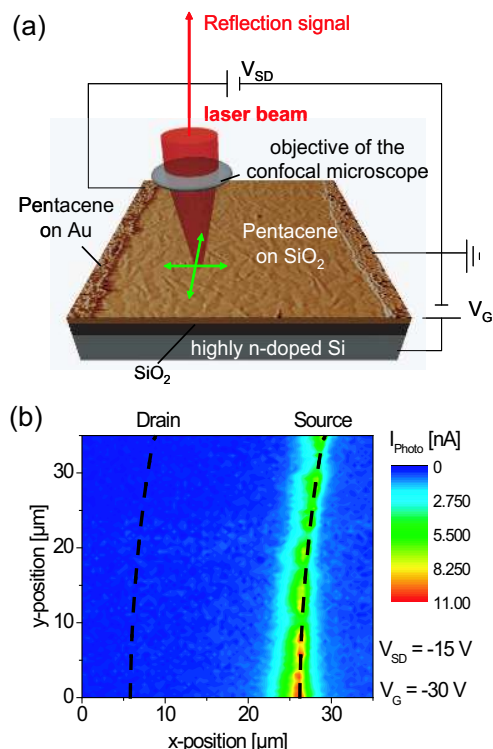 (a)
Reflection signal
V_SD
laser beam
objective of the
confocal microscope
Pentacene
on Au
Pentacene
on SiO₂
V_G
highly n-doped Si
SiO₂
(b)
Drain
Source
I_Photo [nA]
0
2.750
5.500
8.250
11.00
V_SD = -15 V
V_G = -30 V
y-position [µm]
30
20
10
0
0
10
20
30
x-position [µm]